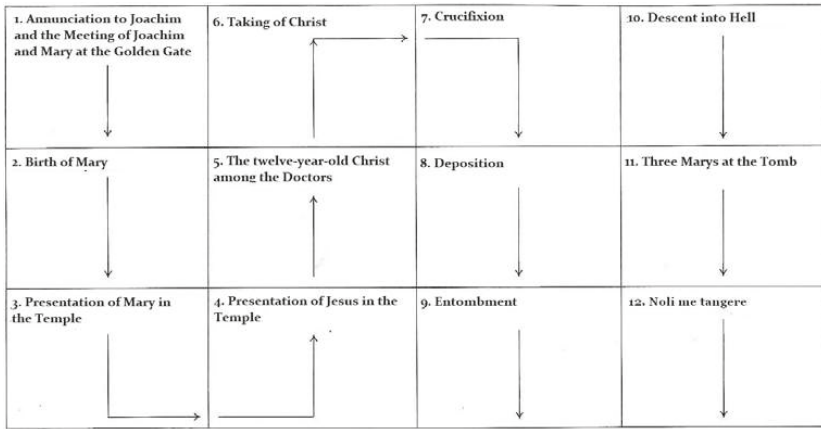 1. Annunciation to Joachim
and the Meeting of Joachim
and Mary at the Golden Gate
2. Birth of Mary
3. Presentation of Mary in
the Temple
4. Presentation of Jesus in the
Temple
5. The twelve-year-old Christ
among the Doctors
6. Taking of Christ
7. Crucifixion
8. Deposition
9. Entombment
10. Descent into Hell
11. Three Marys at the Tomb
12. Noli me tangere